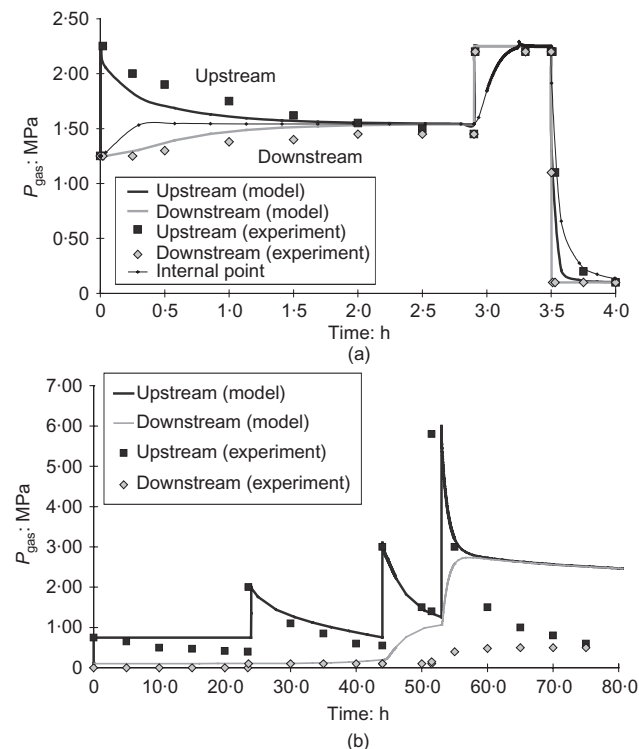 2·50
2·00
1·50
1·00
0·50
0
P gas: MPa
Upstream
Downstream
Upstream (model)
Downstream (model)
Upstream (experiment)
Downstream (experiment)
Internal point
0 0·5 1·0 1·5 2·0 2·5 3·0 3·5 4·0
Time: h
(a)
7·00
6·00
5·00
4·00
3·00
2·00
1·00
0
P gas: MPa
Upstream (model)
Downstream (model)
Upstream (experiment)
Downstream (experiment)
0 10·0 20·0 30·0 40·0 50·0 60·0 70·0 80·0
Time: h
(b)